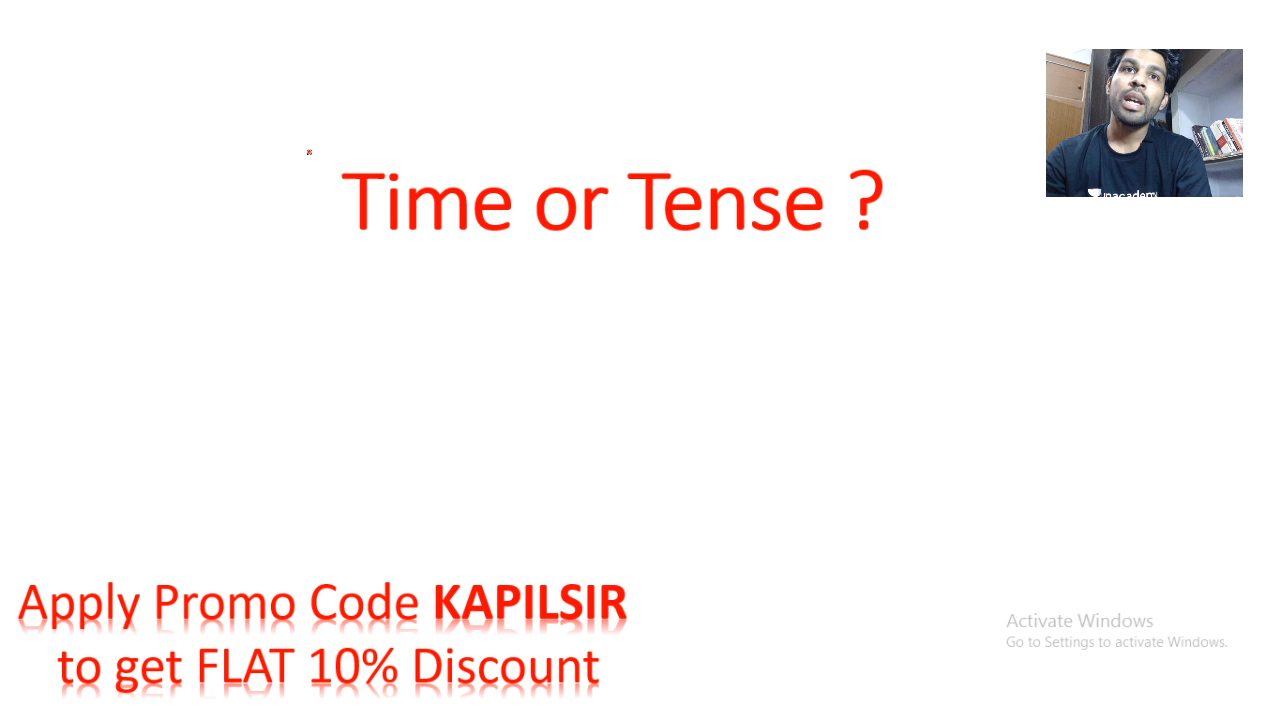 Time or Tense ?
Apply Promo Code KAPILSIR
to get FLAT 10% Discount
Activate Windows
Go to Settings to activate Windows.